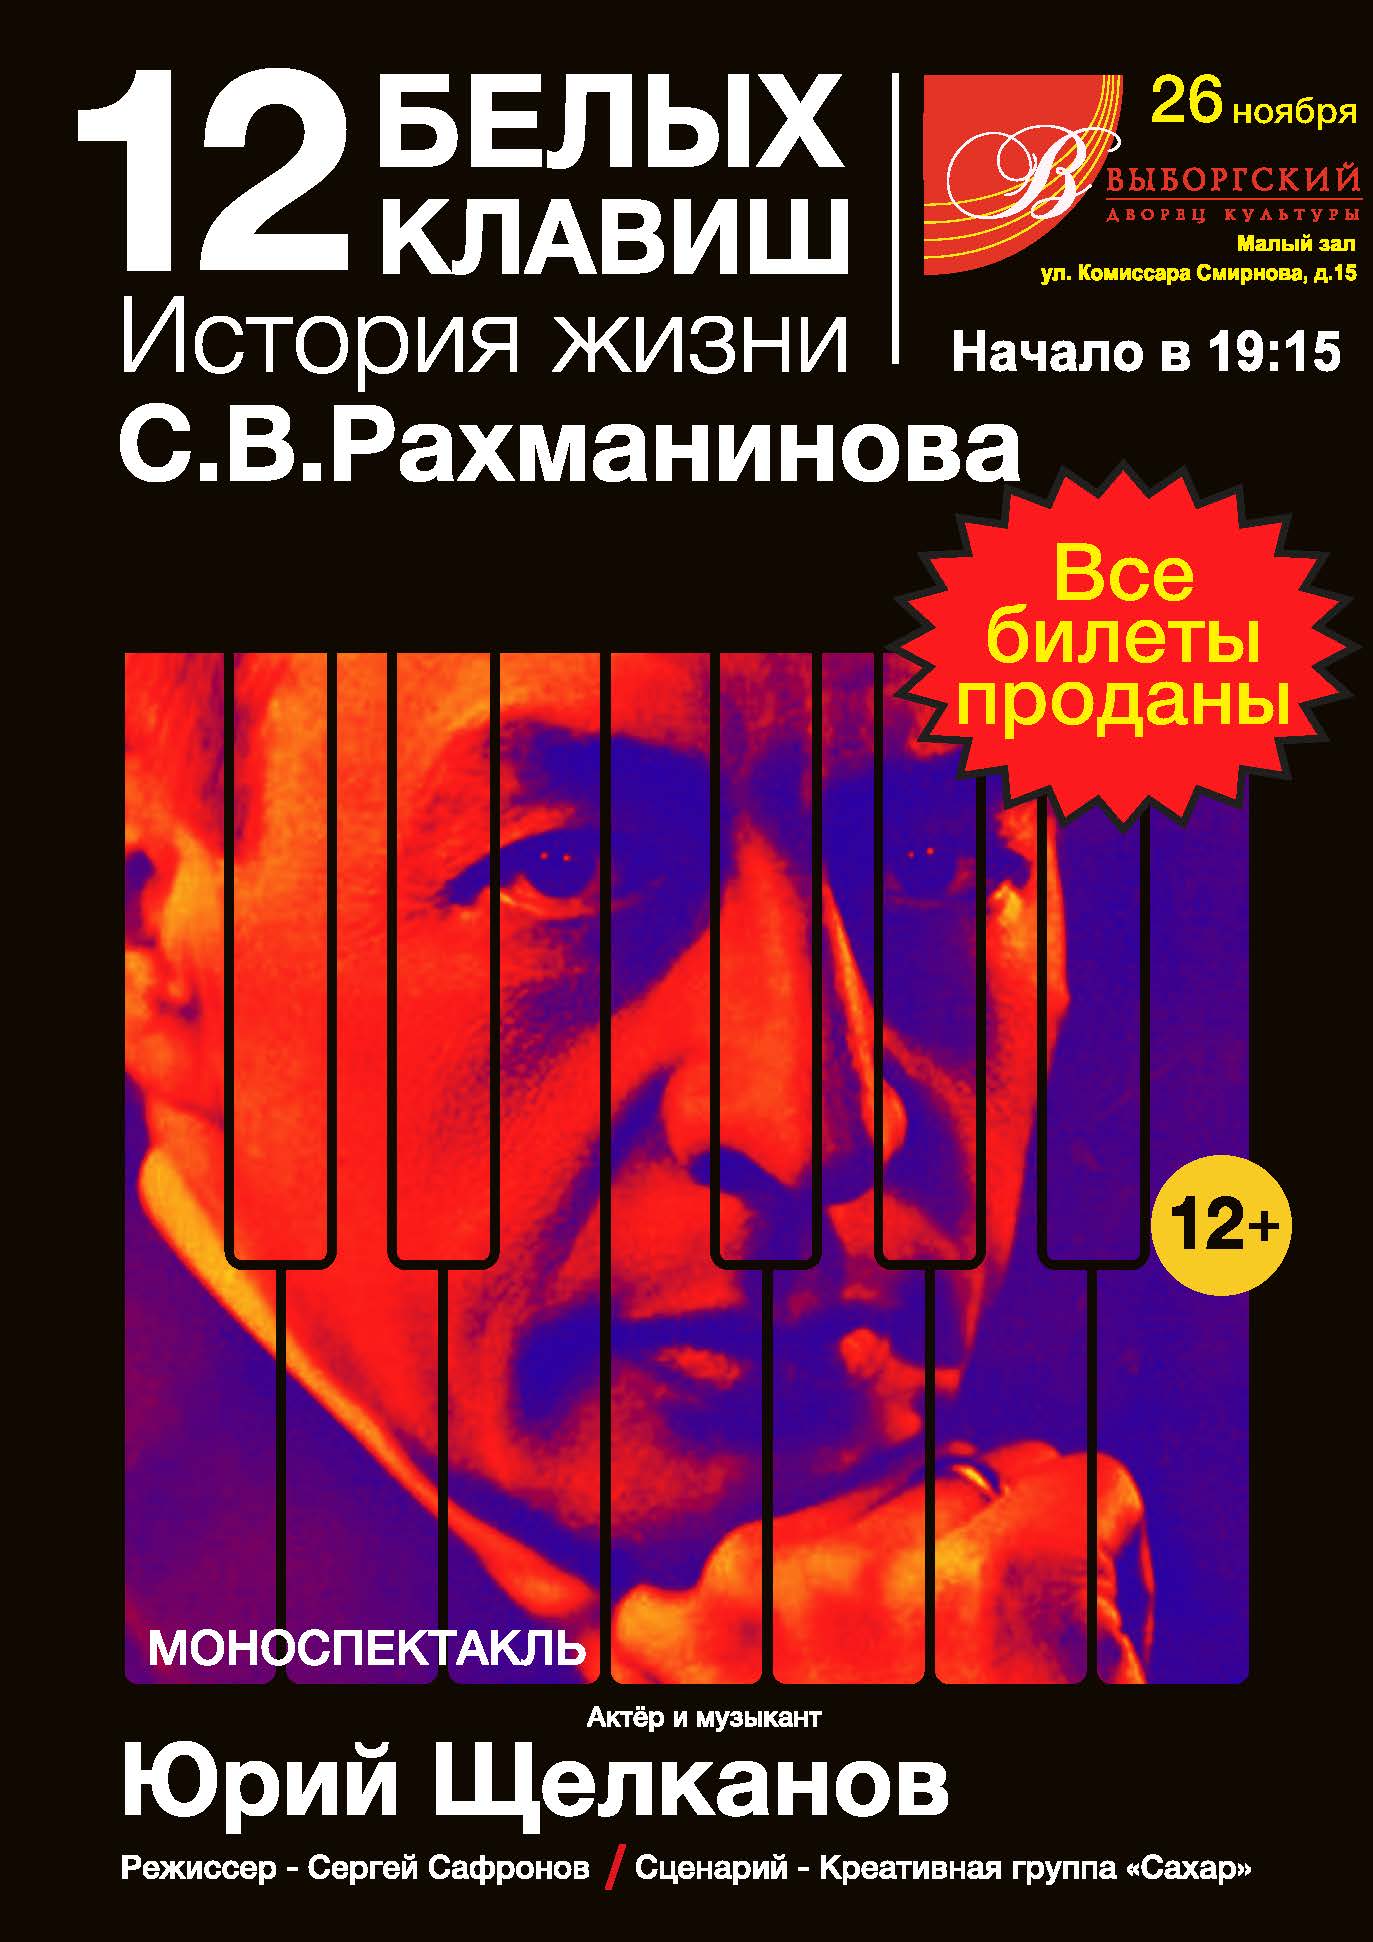 12 БЕЛЫХ
КЛАВИШ
История жизни
С.В.Рахманинова
26 ноября
В
ВЫБОРГСКИЙ
ДВОРЕЦ КУЛЬТУРЫ
Малый зал
ул. Комиссара Смирнова, д.15
Начало в 19:15
Все
билеты
проданы
12+
МОНОСПЕКТАКЛЬ
Актёр и музыкант
Юрий Щелканов
Режиссер - Сергей Сафронов / Сценарий - Креативная группа «Сахар»